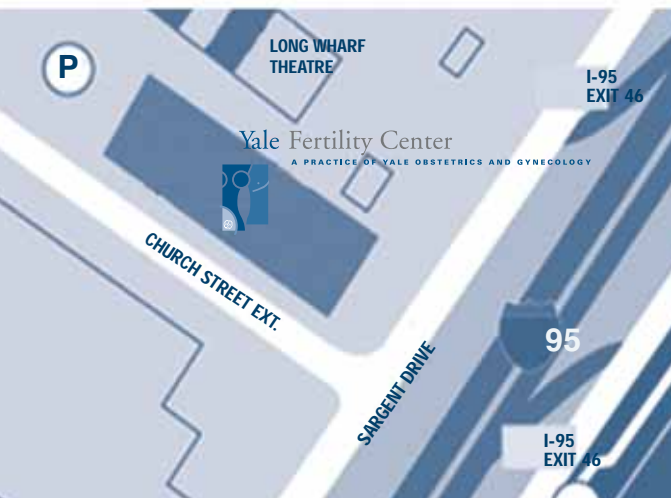 LONG WHARF
THEATRE
P
I-95
EXIT 46
Yale Fertility Center
A PRACTICE OF YALE OBSTETRICS AND GYNECOLOGY
CHURCH STREET EXT.
95
SARGENT DRIVE
I-95
EXIT 46